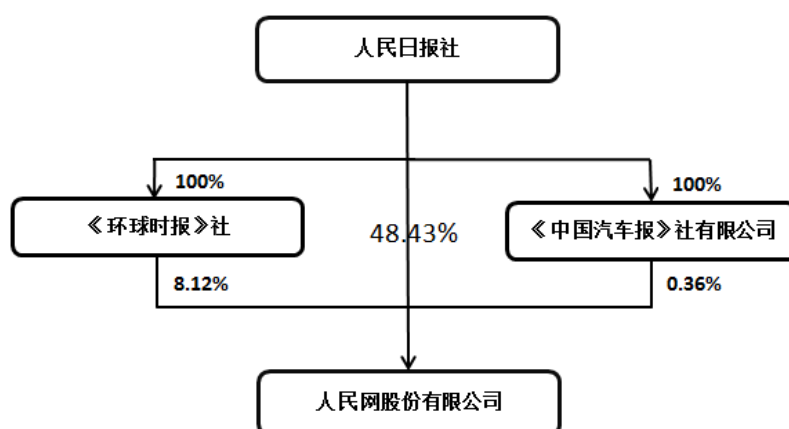 人民日报社
100%
100%
《环球时报》社
48.43%
《中国汽车报》社有限公司
8.12%
0.36%
人民网股份有限公司